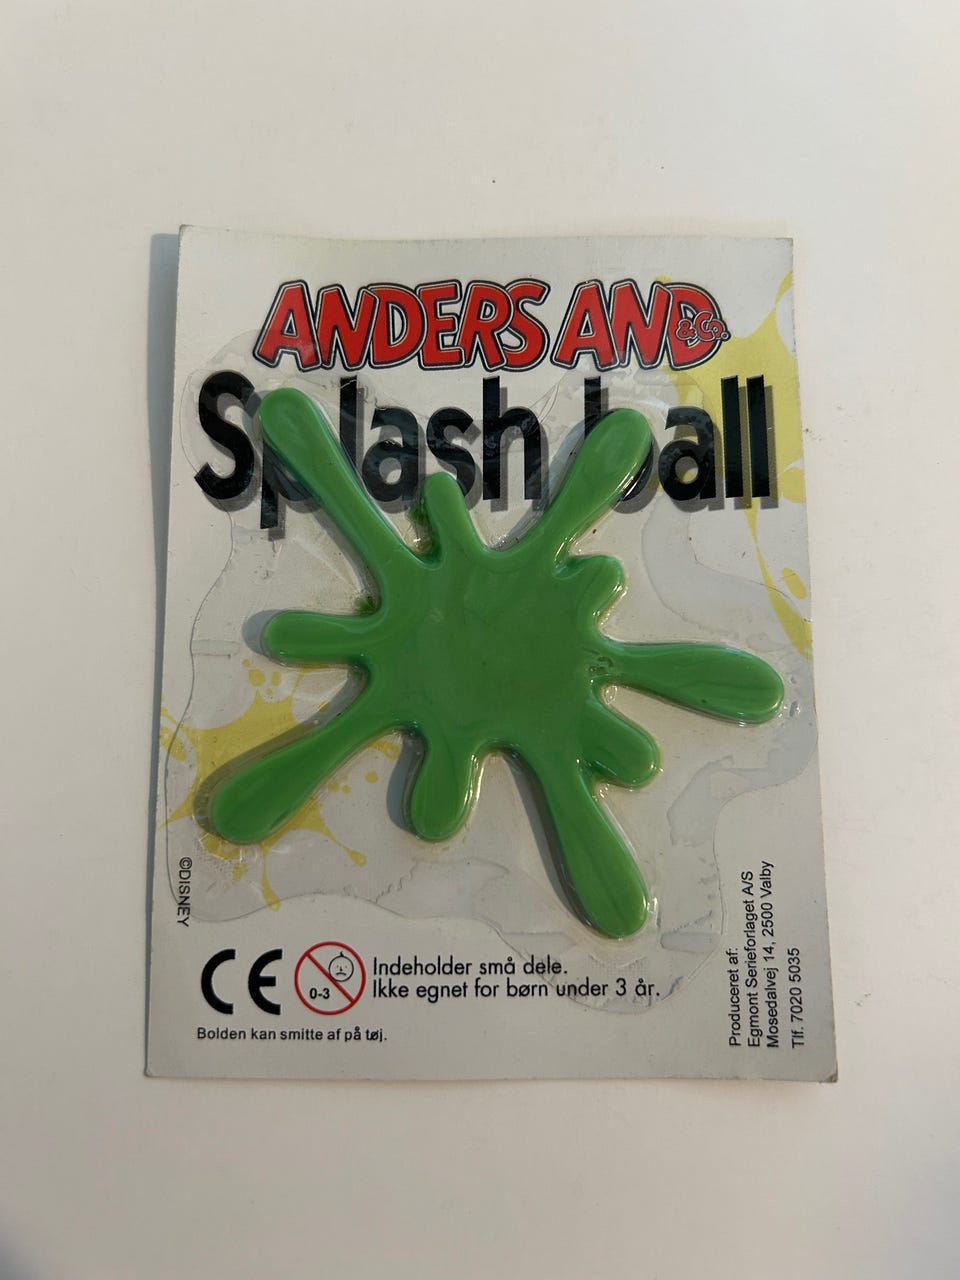 ANDERS AND & Co.
Splash ball
©DISNEY
CE
0-3
Indeholder små dele.
Ikke egnet for børn under 3 år.
Bolden kan smitte af på tøj.
Produceret af:
Egmont Serieforlaget A/S
Mosedalvej 14, 2500 Valby
Tlf. 7020 5035